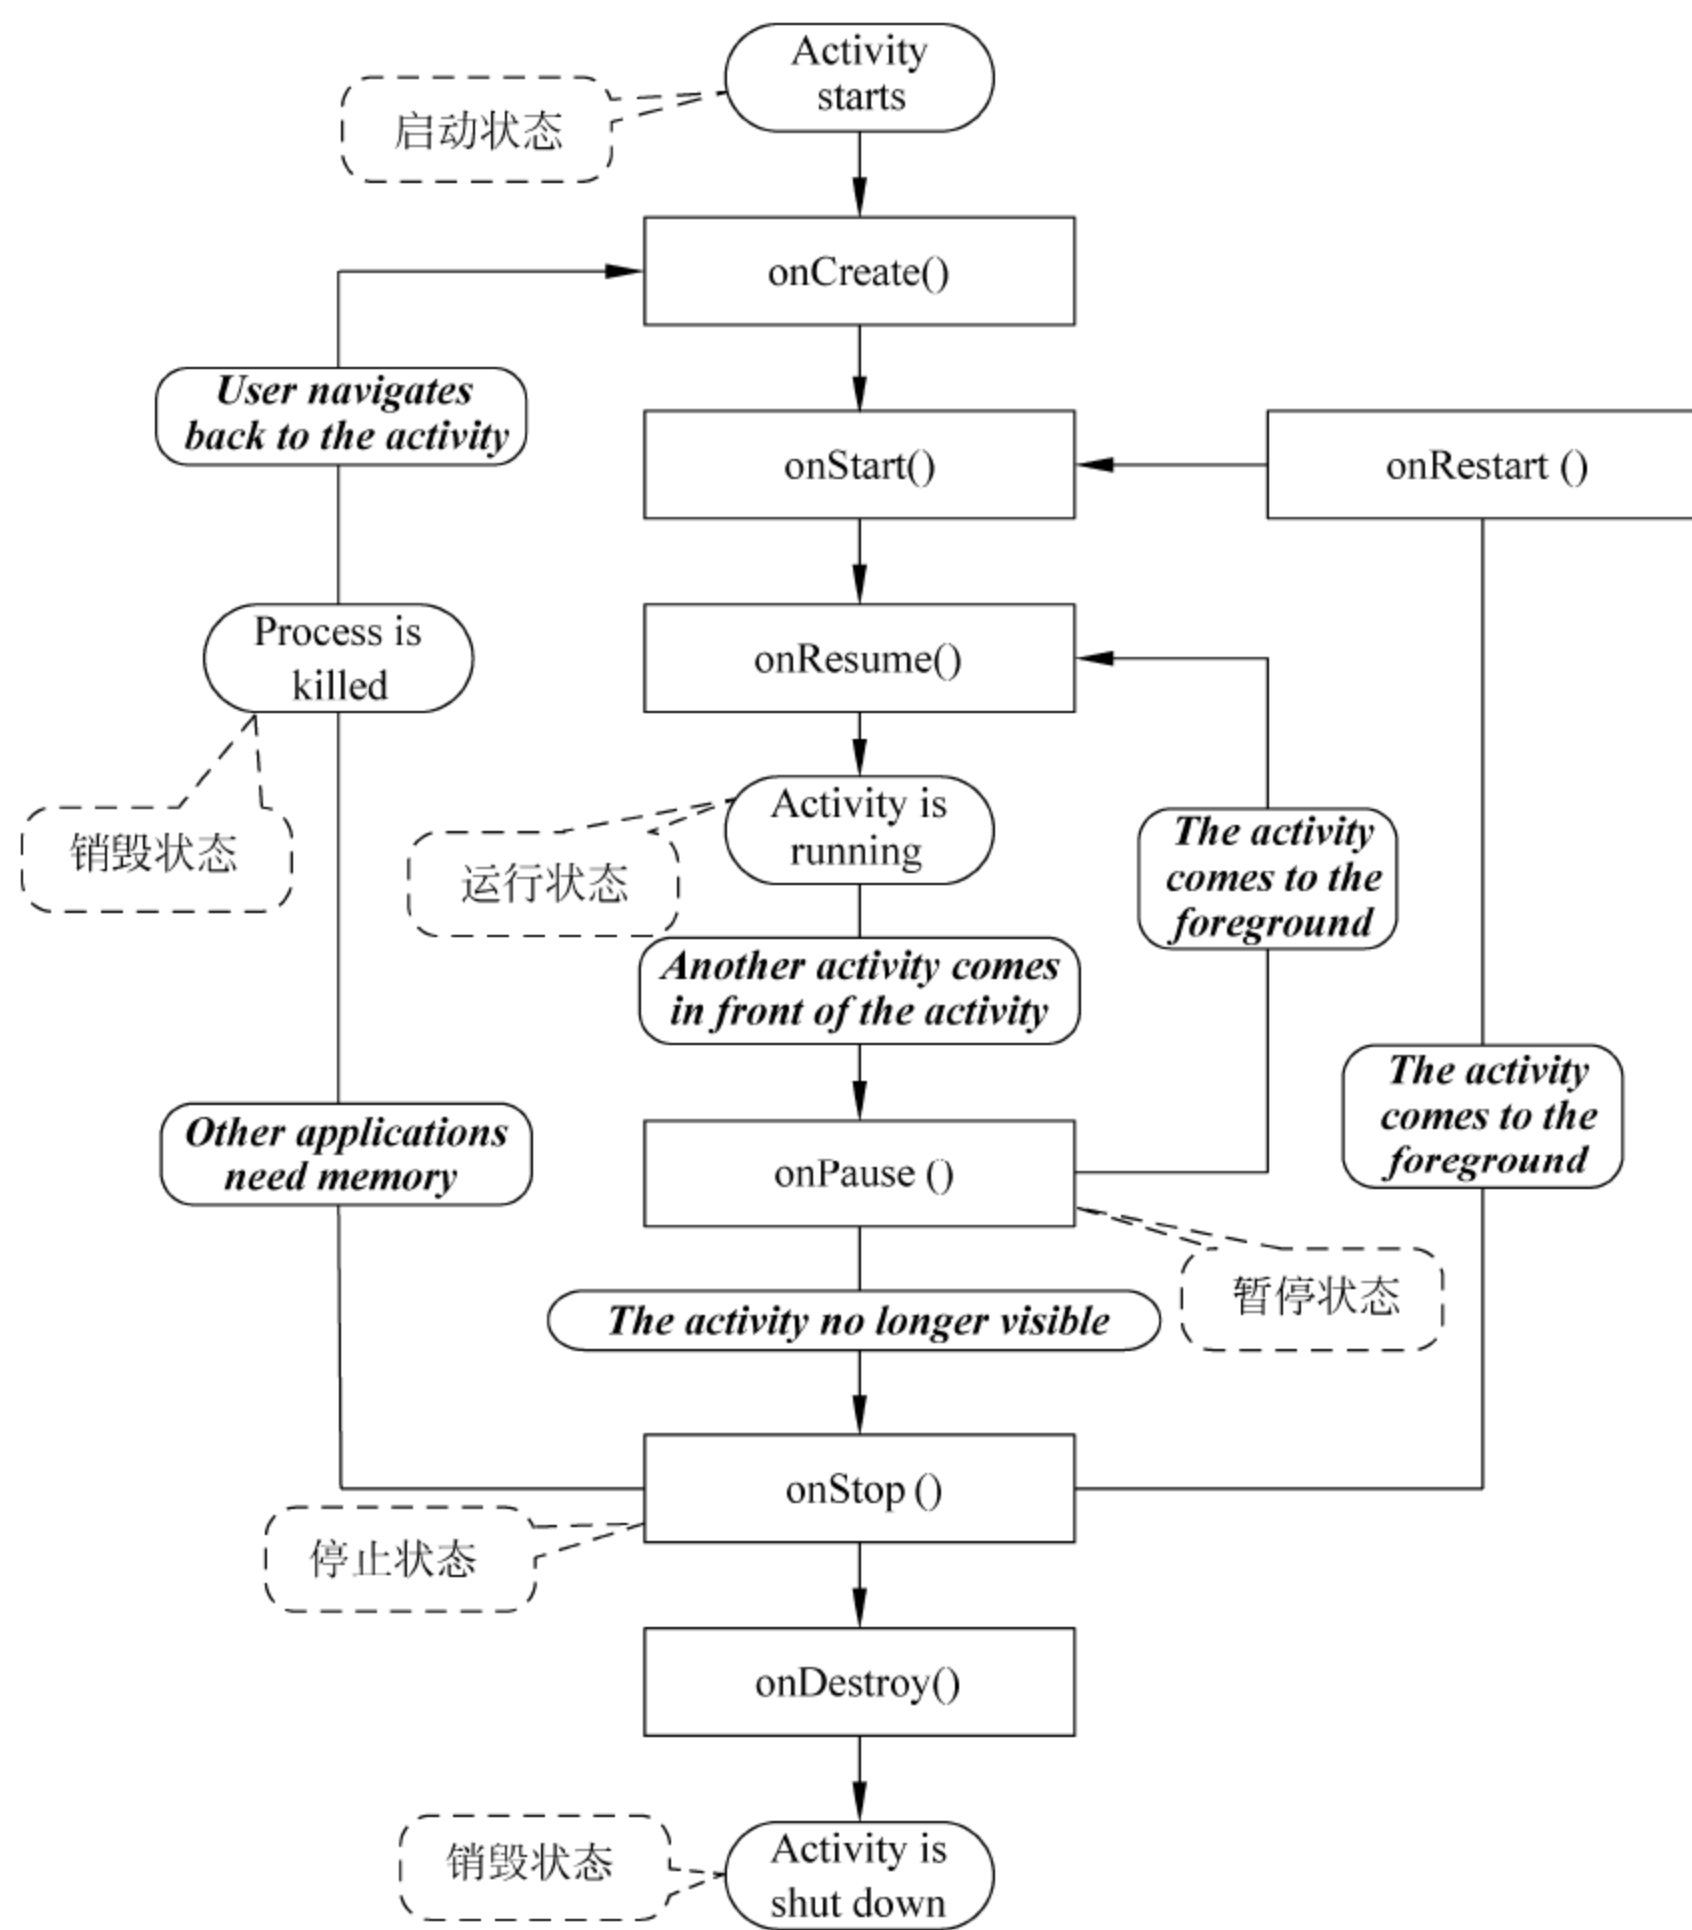 Activity
starts
启动状态
onCreate()
User navigates
back to the activity
onStart()
onRestart ()
Process is
killed
onResume()
销毁状态
运行状态
Activity is
running
The activity
comes to the
foreground
Another activity comes
in front of the activity
The activity
comes to the
foreground
Other applications
need memory
onPause ()
暂停状态
The activity no longer visible
onStop ()
停止状态
onDestroy()
销毁状态
Activity is
shut down